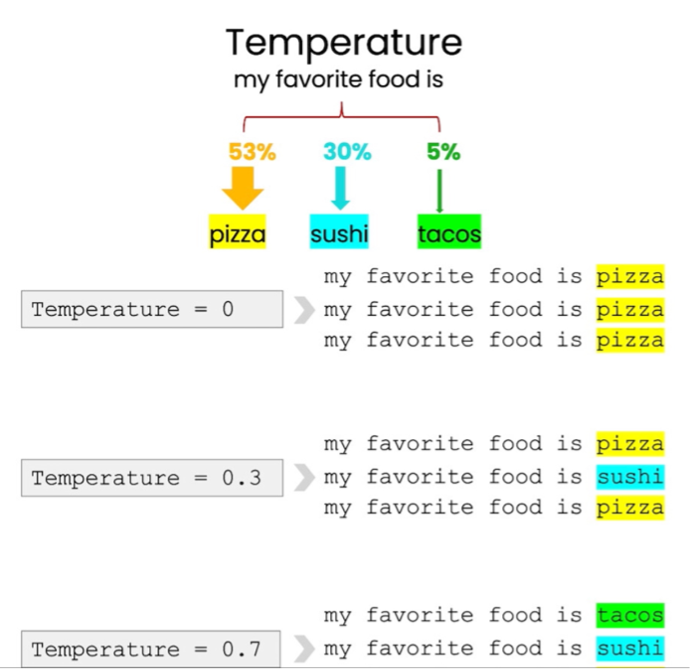 Temperature
my favorite food is
53% 30% 5%
pizza sushi tacos
my favorite food is pizza
Temperature = 0 my favorite food is pizza
my favorite food is pizza
my favorite food is pizza
Temperature = 0.3 my favorite food is sushi
my favorite food is pizza
my favorite food is tacos
Temperature = 0.7 my favorite food is sushi